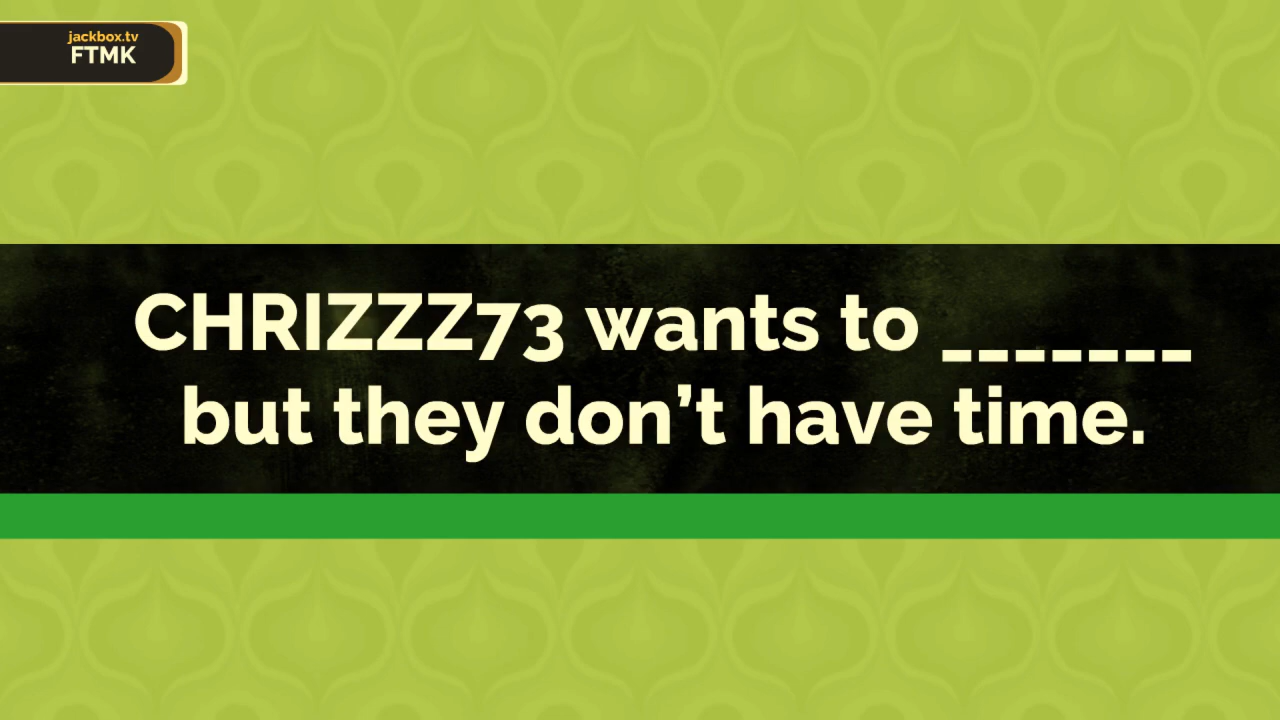 jackbox.tv
FTMK
CHRIZZZ73 wants to _______
but they don’t have time.